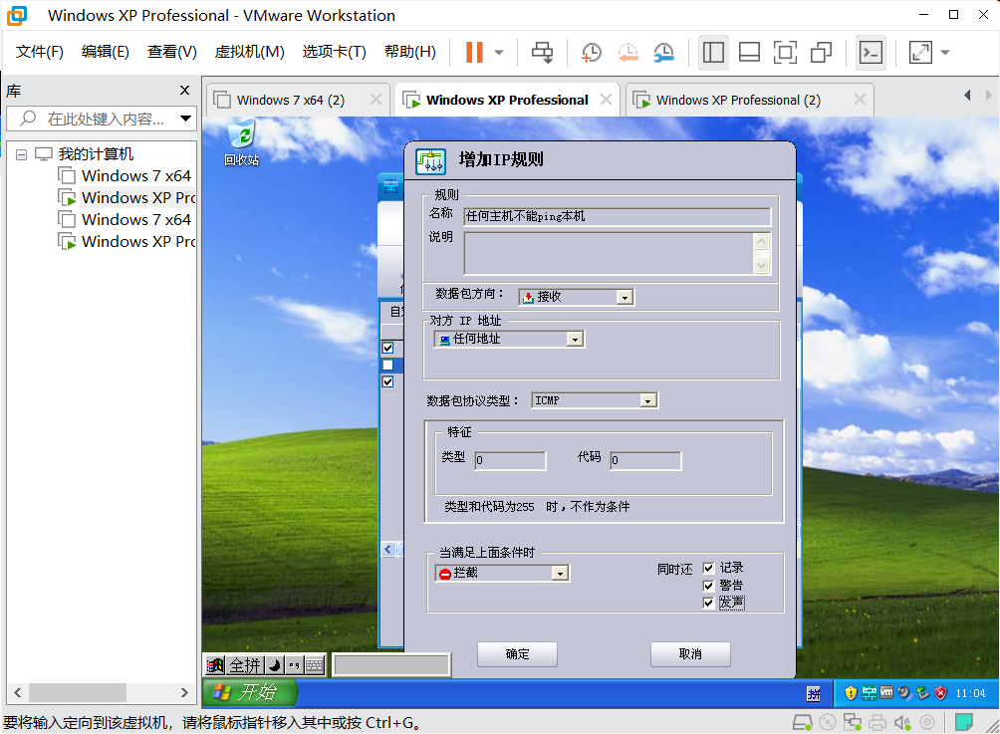 Windows XP Professional - VMware Workstation
文件(F) 编辑(E) 查看(V) 虚拟机(M) 选项卡(T) 帮助(H)
库
在此处键入内容...
我的计算机
Windows 7 x64
Windows XP Pro
Windows 7 x64
Windows XP Pro
Windows 7 x64 (2) Windows XP Professional Windows XP Professional (2)
回收站
增加IP规则
规则
名称 任何主机不能ping本机
说明
数据包方向： 接收
对方 IP 地址
任何地址
数据包协议类型： ICMP
特征
类型 0 代码 0
类型和代码为255 时，不作为条件
当满足上面条件时
拦截
同时还 记录
警告
发声
确定 取消
全拼
开始
拼
11:04
要将输入定向到该虚拟机，请将鼠标指针移入其中或按 Ctrl+G。